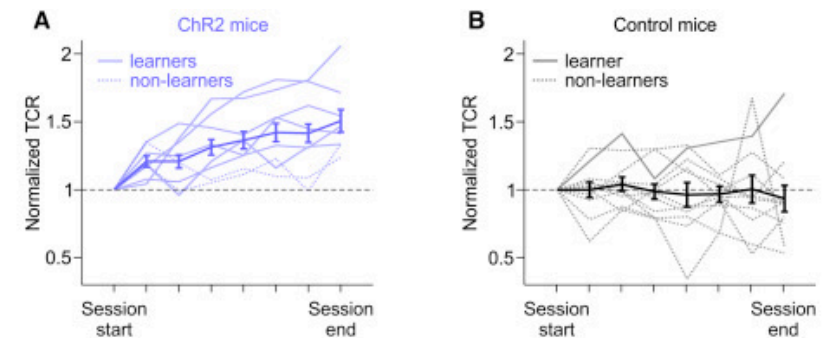 A
ChR2 mice
Normalized TCR
2
1.5
1
0.5
learners
non-learners
Session
start
Session
end
B
Control mice
Normalized TCR
2
1.5
1
0.5
learner
non-learners
Session
start
Session
end